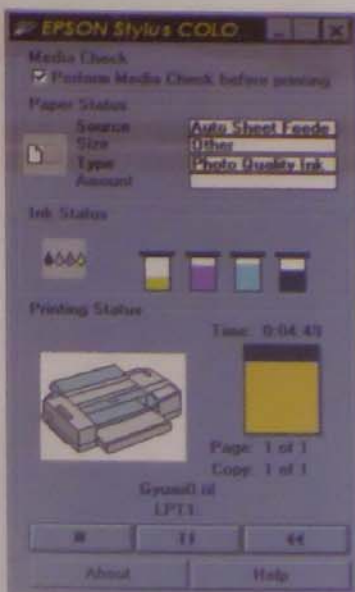 EPSON Stylus COLO
Media Check
Perform Media Check before printing
Paper Status
Source Auto Sheet Feede
Size Other
Type Photo Quality Ink
Amount
Ink Status
Printing Status
Time: 0:04:49
Page: 1 of 1
Copy: 1 of 1
LPT1:
About Help